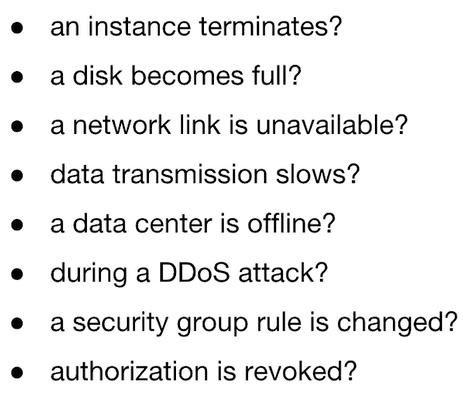 ● an instance terminates?
● a disk becomes full?
● a network link is unavailable?
● data transmission slows?
● a data center is offline?
● during a DDoS attack?
● a security group rule is changed?
● authorization is revoked?